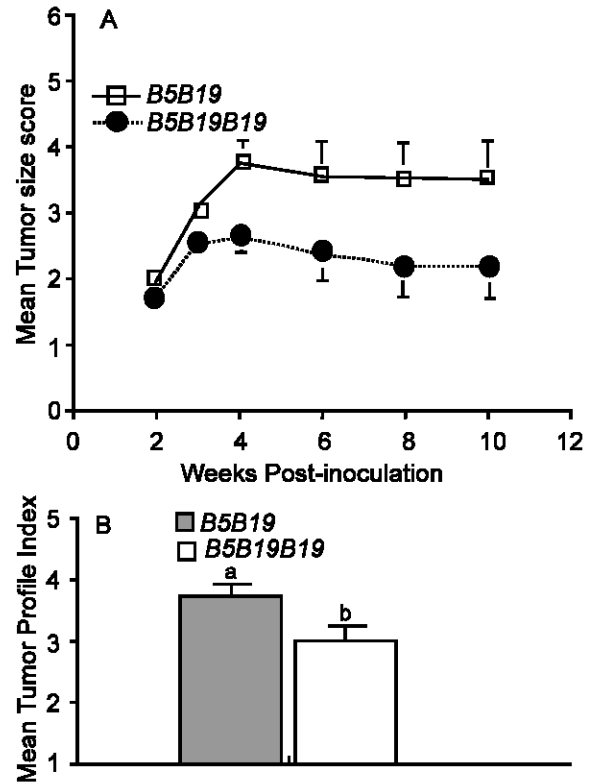 A
6
5
4
3
2
1
0
Mean Tumor size score
B5B19
B5B19B19
0 2 4 6 8 10 12
Weeks Post-inoculation
B
5
4
3
2
1
Mean Tumor Profile Index
B5B19
B5B19B19
a
b